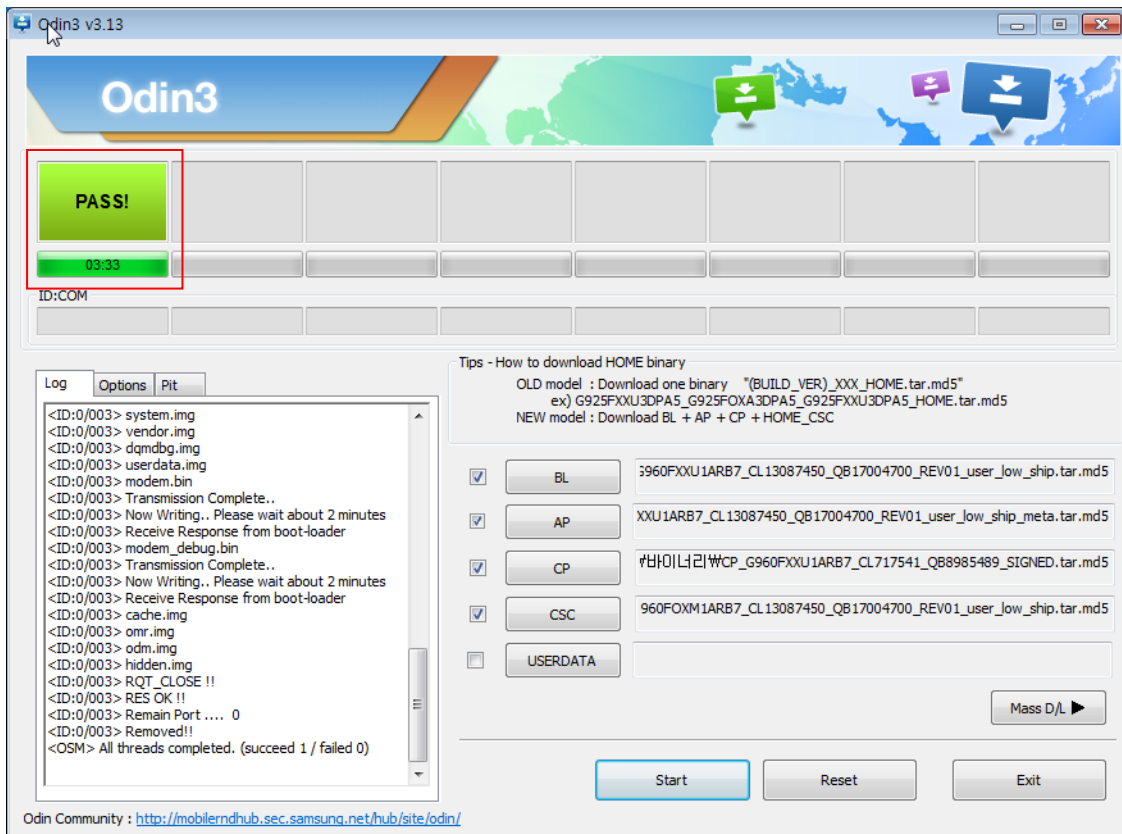 Odin3 v3.13
Odin3
PASS!
03:33
ID:COM
Log
Options
Pit
<ID:0/003> system.img
<ID:0/003> vendor.img
<ID:0/003> dqmdbg.img
<ID:0/003> userdata.img
<ID:0/003> modem.bin
<ID:0/003> Transmission Complete..
<ID:0/003> Now Writing.. Please wait about 2 minutes
<ID:0/003> Receive Response from boot-loader
<ID:0/003> modem_debug.bin
<ID:0/003> Transmission Complete..
<ID:0/003> Now Writing.. Please wait about 2 minutes
<ID:0/003> Receive Response from boot-loader
<ID:0/003> cache.img
<ID:0/003> omr.img
<ID:0/003> odm.img
<ID:0/003> hidden.img
<ID:0/003> RQT_CLOSE !!
<ID:0/003> RES OK !!
<ID:0/003> Remain Port .... 0
<ID:0/003> Removed!!
<OSM> All threads completed. (succeed 1 / failed 0)
Tips - How to download HOME binary
OLD model : Download one binary "(BUILD_VER)_XXX_HOME.tar.md5"
ex) G925FXXU3DPA5_G925FOXA3DPA5_G925FXXU3DPA5_HOME.tar.md5
NEW model : Download BL + AP + CP + HOME_CSC
BL
G960FXXU1ARB7_CL13087450_QB17004700_REV01_user_low_ship.tar.md5
AP
XXU1ARB7_CL13087450_QB17004700_REV01_user_low_ship_meta.tar.md5
CP
바이너리₩CP_G960FXXU1ARB7_CL717541_QB8985489_SIGNED.tar.md5
CSC
960FOXM1ARB7_CL13087450_QB17004700_REV01_user_low_ship.tar.md5
USERDATA
Mass D/L
Start
Reset
Exit
Odin Community : http://mobilerndhub.sec.samsung.net/hub/site/odin/